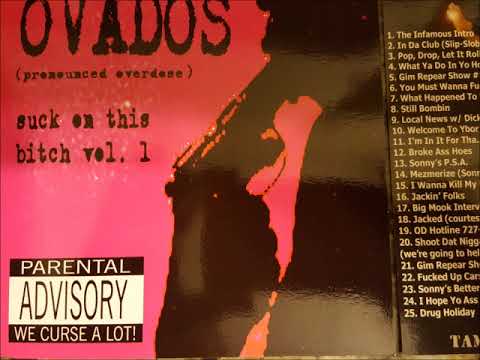 OVADOS
(pronounced overdose)
suck on this
bitch vol. 1
PARENTAL
ADVISORY
WE CURSE A LOT!
1. The Infamous Intro
2. In Da Club (Slip-Slob
3. Pop, Drop, Let It Roll
4. What Ya Do In Yo Ho
5. Gim Repear Show #
6. You Must Wanna Fu
7. What Happened To
8. Still Bombin
9. Local News w/ Dick
10. Welcome To Ybor
11. I'm In It For Tha.
12. Broke Ass Hoes
13. Sonny's P.S.A.
14. Mezmerize (Sonn
15. I Wanna Kill My
16. Jackin' Folks
17. Big Mook Interv
18. Jacked (courtes
19. OD Hotline 727-
20. Shoot Dat Nigga
(we're going to hel
21. Gim Repear Sho
22. Fucked Up Cars
23. Sonny's Better
24. I Hope Yo Ass
25. Drug Holiday
TAM